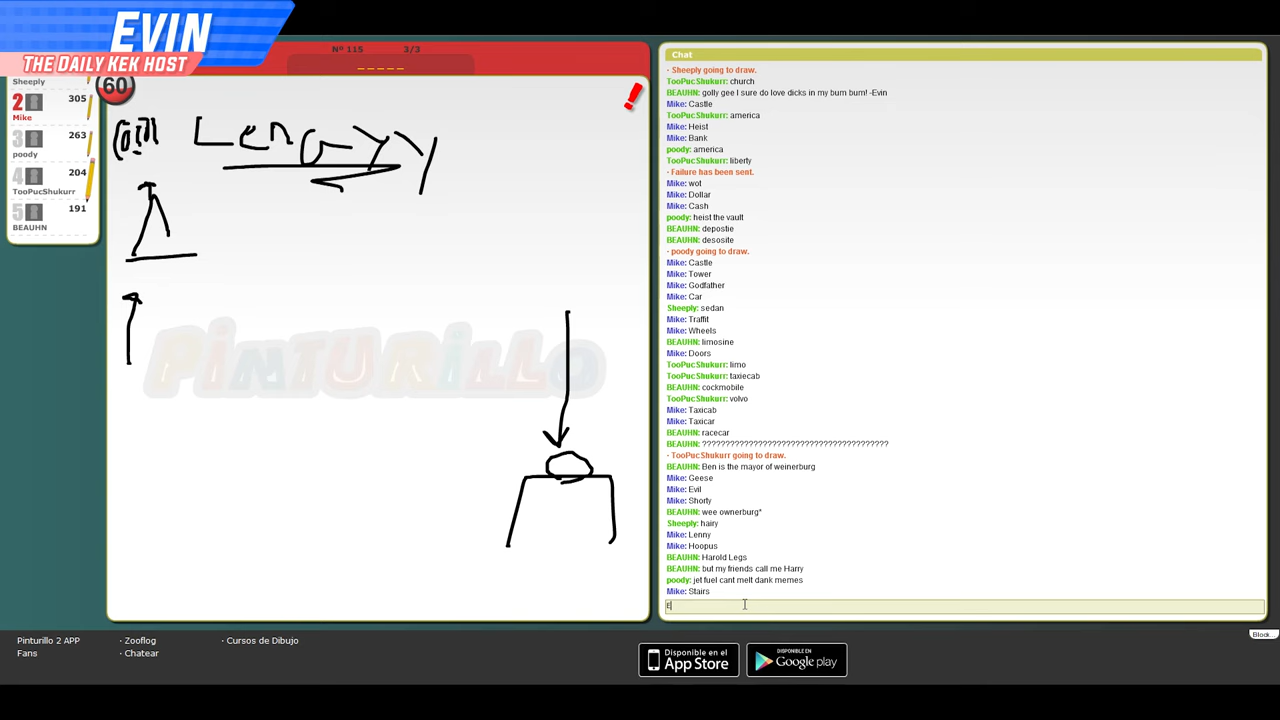 EVIN
THE DAILY KEK HOST
Nº 115 3/3
_ _ _ _ _
60
Sheeply
2 305
Mike
3 263
poody
4 204
TooPucShukurr
5 191
BEAUHN
Lengyy
PINTURILLO
Chat
- Sheeply going to draw.
TooPucShukurr: church
BEAUHN: golly gee I sure do love dicks in my bum bum! -Evin
Mike: Castle
TooPucShukurr: america
Mike: Heist
Mike: Bank
poody: america
TooPucShukurr: liberty
- Failure has been sent.
Mike: wot
Mike: Dollar
Mike: Cash
poody: heist the vault
BEAUHN: depostie
BEAUHN: desosite
- poody going to draw.
Mike: Castle
Mike: Tower
Mike: Godfather
Mike: Car
Sheeply: sedan
Mike: Traffit
Mike: Wheels
BEAUHN: limosine
Mike: Doors
TooPucShukurr: limo
TooPucShukurr: taxiecab
BEAUHN: cockmobile
TooPucShukurr: volvo
Mike: Taxicab
Mike: Taxicar
BEAUHN: racecar
BEAUHN: ????????????????????????????????????????
- TooPucShukurr going to draw.
BEAUHN: Ben is the mayor of weinerburg
Mike: Geese
Mike: Evil
Mike: Shorty
BEAUHN: wee ownerburg*
Sheeply: hairy
Mike: Lenny
Mike: Hoopus
BEAUHN: Harold Legs
BEAUHN: but my friends call me Harry
poody: jet fuel cant melt dank memes
Mike: Stairs
E
Block...
Pinturillo 2 APP · Zooflog · Cursos de Dibujo
Fans · Chatear
Disponible en el
App Store
DISPONIBLE EN
Google play